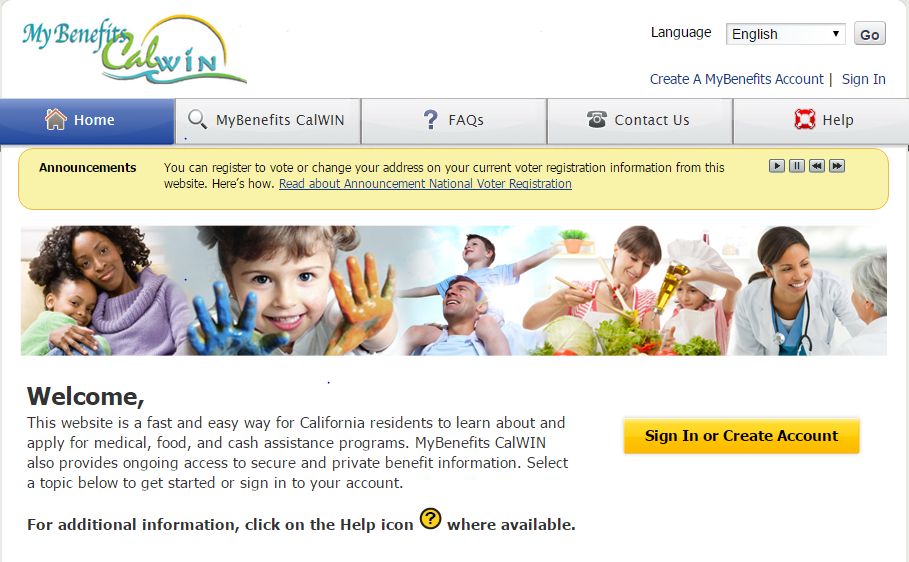 My Benefits
CalWIN
Language English Go
Create A MyBenefits Account | Sign In
Home MyBenefits CalWIN ? FAQs Contact Us Help
Announcements
You can register to vote or change your address on your current voter registration information from this
website. Here’s how. Read about Announcement National Voter Registration
Welcome,
This website is a fast and easy way for California residents to learn about and
apply for medical, food, and cash assistance programs. MyBenefits CalWIN
also provides ongoing access to secure and private benefit information. Select
a topic below to get started or sign in to your account.
Sign In or Create Account
For additional information, click on the Help icon ? where available.